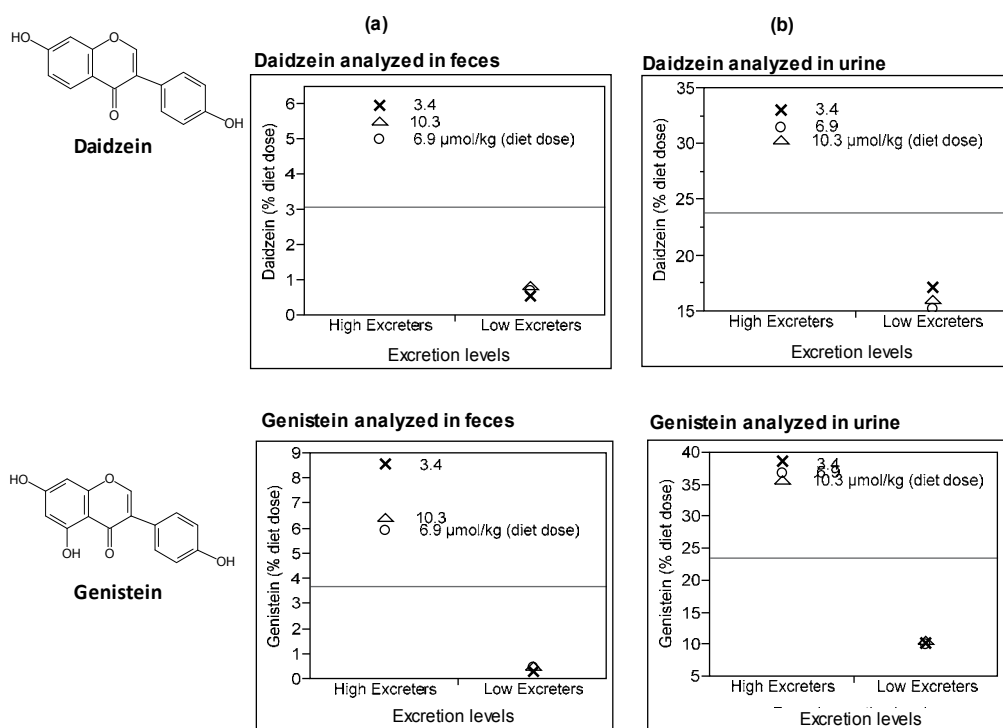 (a)
(b)
HO
O
O
OH
Daidzein
Daidzein analyzed in feces
Daidzein (% diet dose)
6
5
4
3
2
1
0
3.4
10.3
6.9 µmol/kg (diet dose)
High Excreters
Low Excreters
Excretion levels
Daidzein analyzed in urine
Daidzein (% diet dose)
35
30
25
20
15
3.4
6.9
10.3 µmol/kg (diet dose)
High Excreters
Low Excreters
Excretion levels
HO
O
OH
O
OH
Genistein
Genistein analyzed in feces
Genistein (% diet dose)
9
8
7
6
5
4
3
2
1
0
3.4
10.3
6.9 µmol/kg (diet dose)
High Excreters
Low Excreters
Excretion levels
Genistein analyzed in urine
Genistein (% diet dose)
40
35
30
25
20
15
10
5
3.4
6.9
10.3 µmol/kg (diet dose)
High Excreters
Low Excreters
Excretion levels